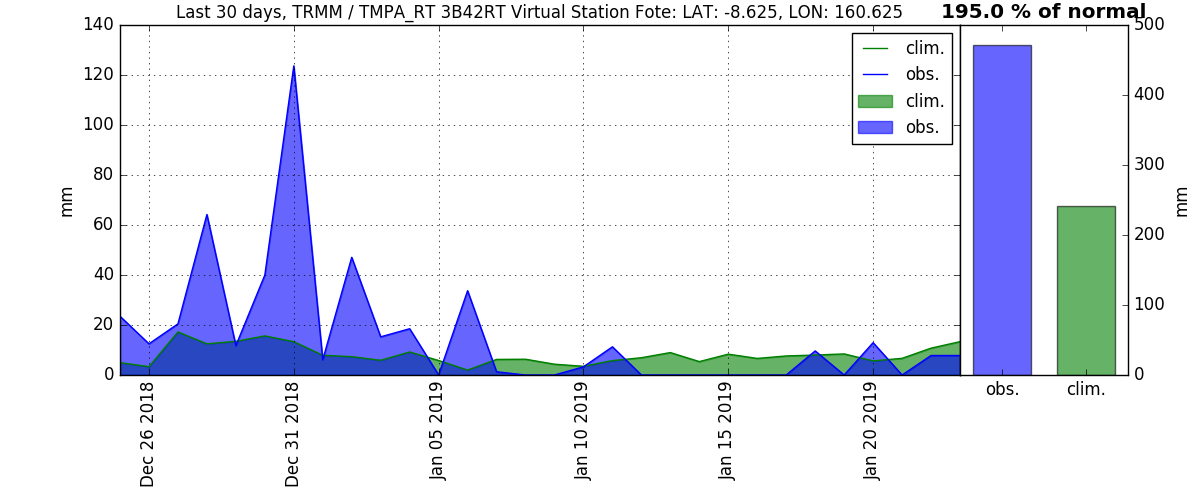 Last 30 days, TRMM / TMPA_RT 3B42RT Virtual Station Fote: LAT: -8.625, LON: 160.625
195.0 % of normal
140
120
100
80
60
40
20
0
mm
clim.
obs.
clim.
obs.
500
400
300
200
100
0
mm
obs.
clim.
Dec 26 2018
Dec 31 2018
Jan 05 2019
Jan 10 2019
Jan 15 2019
Jan 20 2019